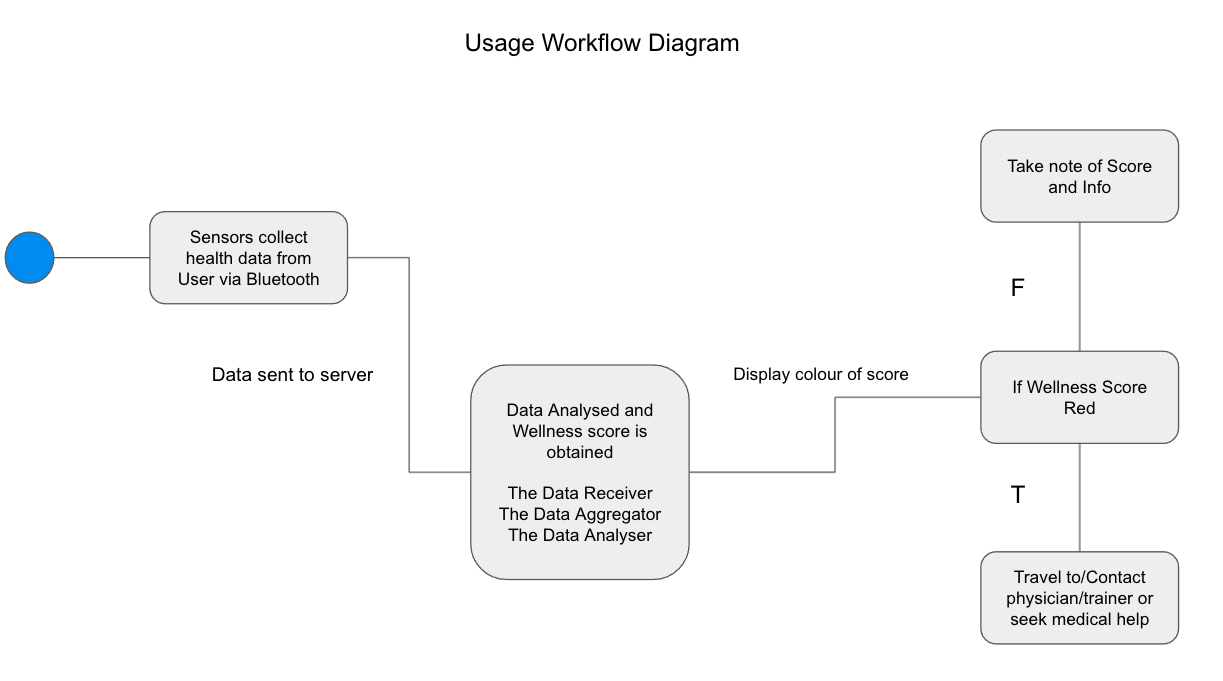 Usage Workflow Diagram
Take note of Score
and Info
Sensors collect
health data from
User via Bluetooth
F
Data sent to server
Display colour of score
If Wellness Score
Red
Data Analysed and
Wellness score is
obtained
The Data Receiver
The Data Aggregator
The Data Analyser
T
Travel to/Contact
physician/trainer or
seek medical help